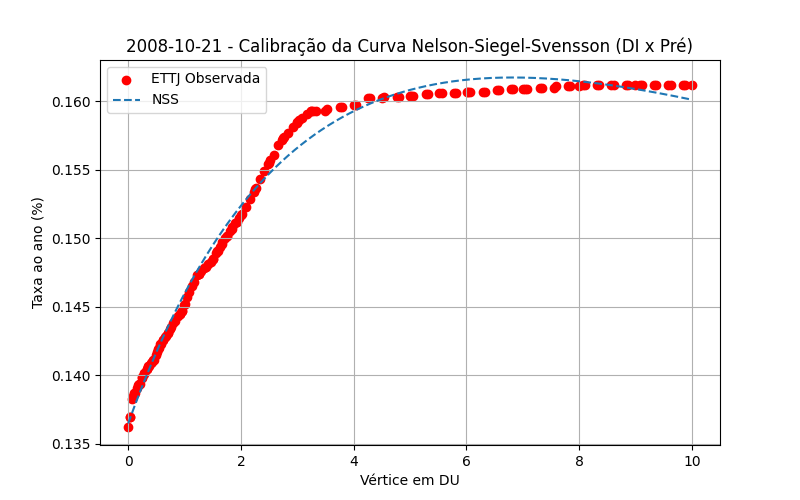 2008-10-21 - Calibração da Curva Nelson-Siegel-Svensson (DI x Pré)
ETTJ Observada
NSS
Taxa ao ano (%)
0.160
0.155
0.150
0.145
0.140
0.135
0 2 4 6 8 10
Vértice em DU